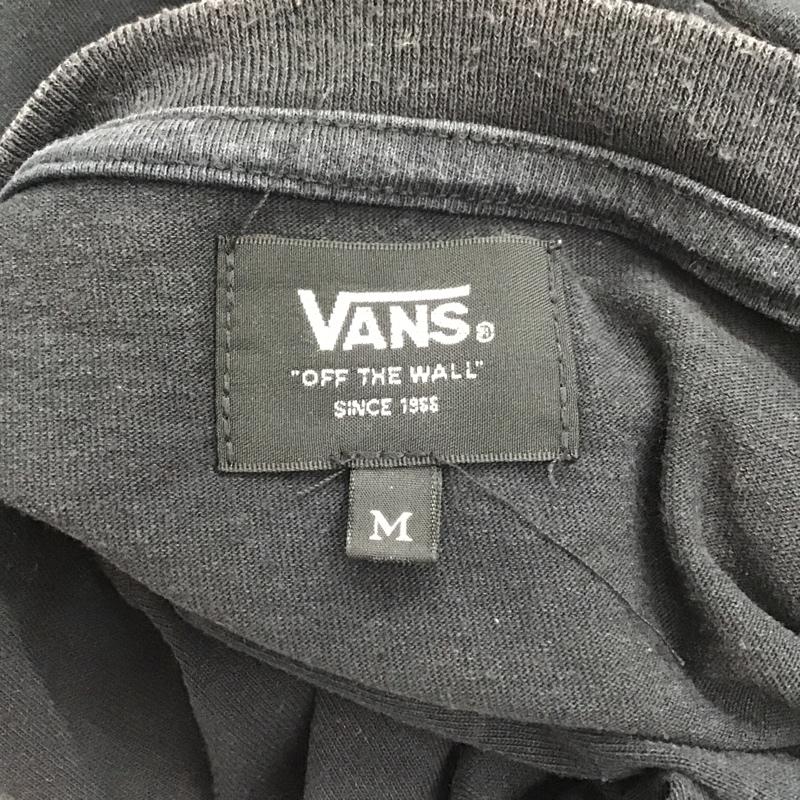 VANS®
"OFF THE WALL"
SINCE 1966
M